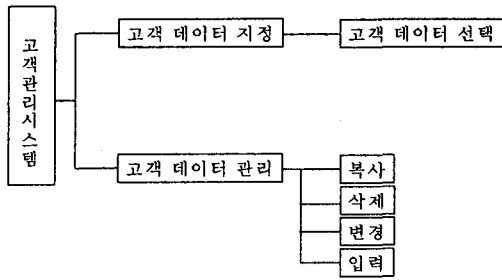 고객관리시스템
고객 데이터 지정
고객 데이터 선택
고객 데이터 관리
복사
삭제
변경
입력